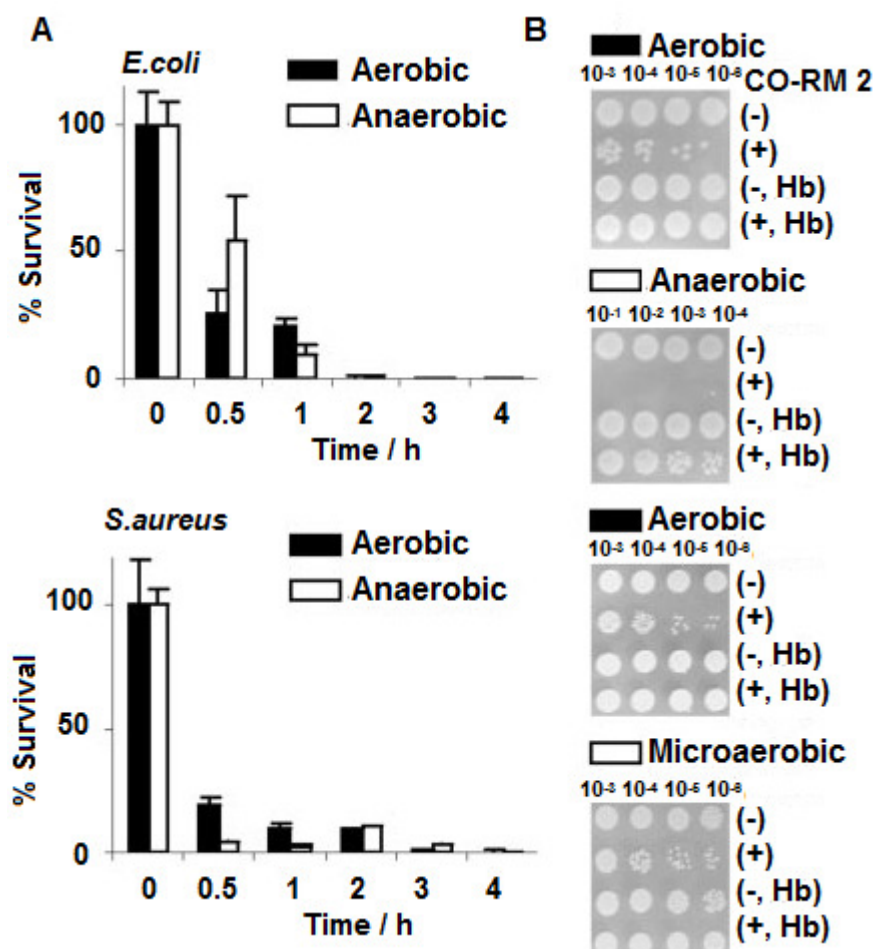 A
E.coli
Aerobic
Anaerobic
100
50
0
% Survival
0 0.5 1 2 3 4
Time / h
S.aureus
Aerobic
Anaerobic
100
50
0
% Survival
0 0.5 1 2 3 4
Time / h
B
Aerobic
10⁻³ 10⁻⁴ 10⁻⁵ 10⁻⁶ CO-RM 2
(-)
(+)
(-, Hb)
(+, Hb)
Anaerobic
10⁻¹ 10⁻² 10⁻³ 10⁻⁴
(-)
(+)
(-, Hb)
(+, Hb)
Aerobic
10⁻³ 10⁻⁴ 10⁻⁵ 10⁻⁶
(-)
(+)
(-, Hb)
(+, Hb)
Microaerobic
10⁻³ 10⁻⁴ 10⁻⁵ 10⁻⁶
(-)
(+)
(-, Hb)
(+, Hb)